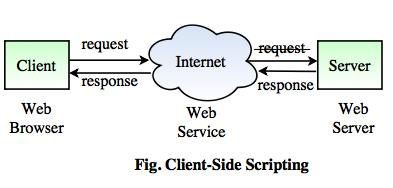 request
request
Client
Internet
Server
response
response
Web
Browser
Web
Service
Web
Server
Fig. Client-Side Scripting